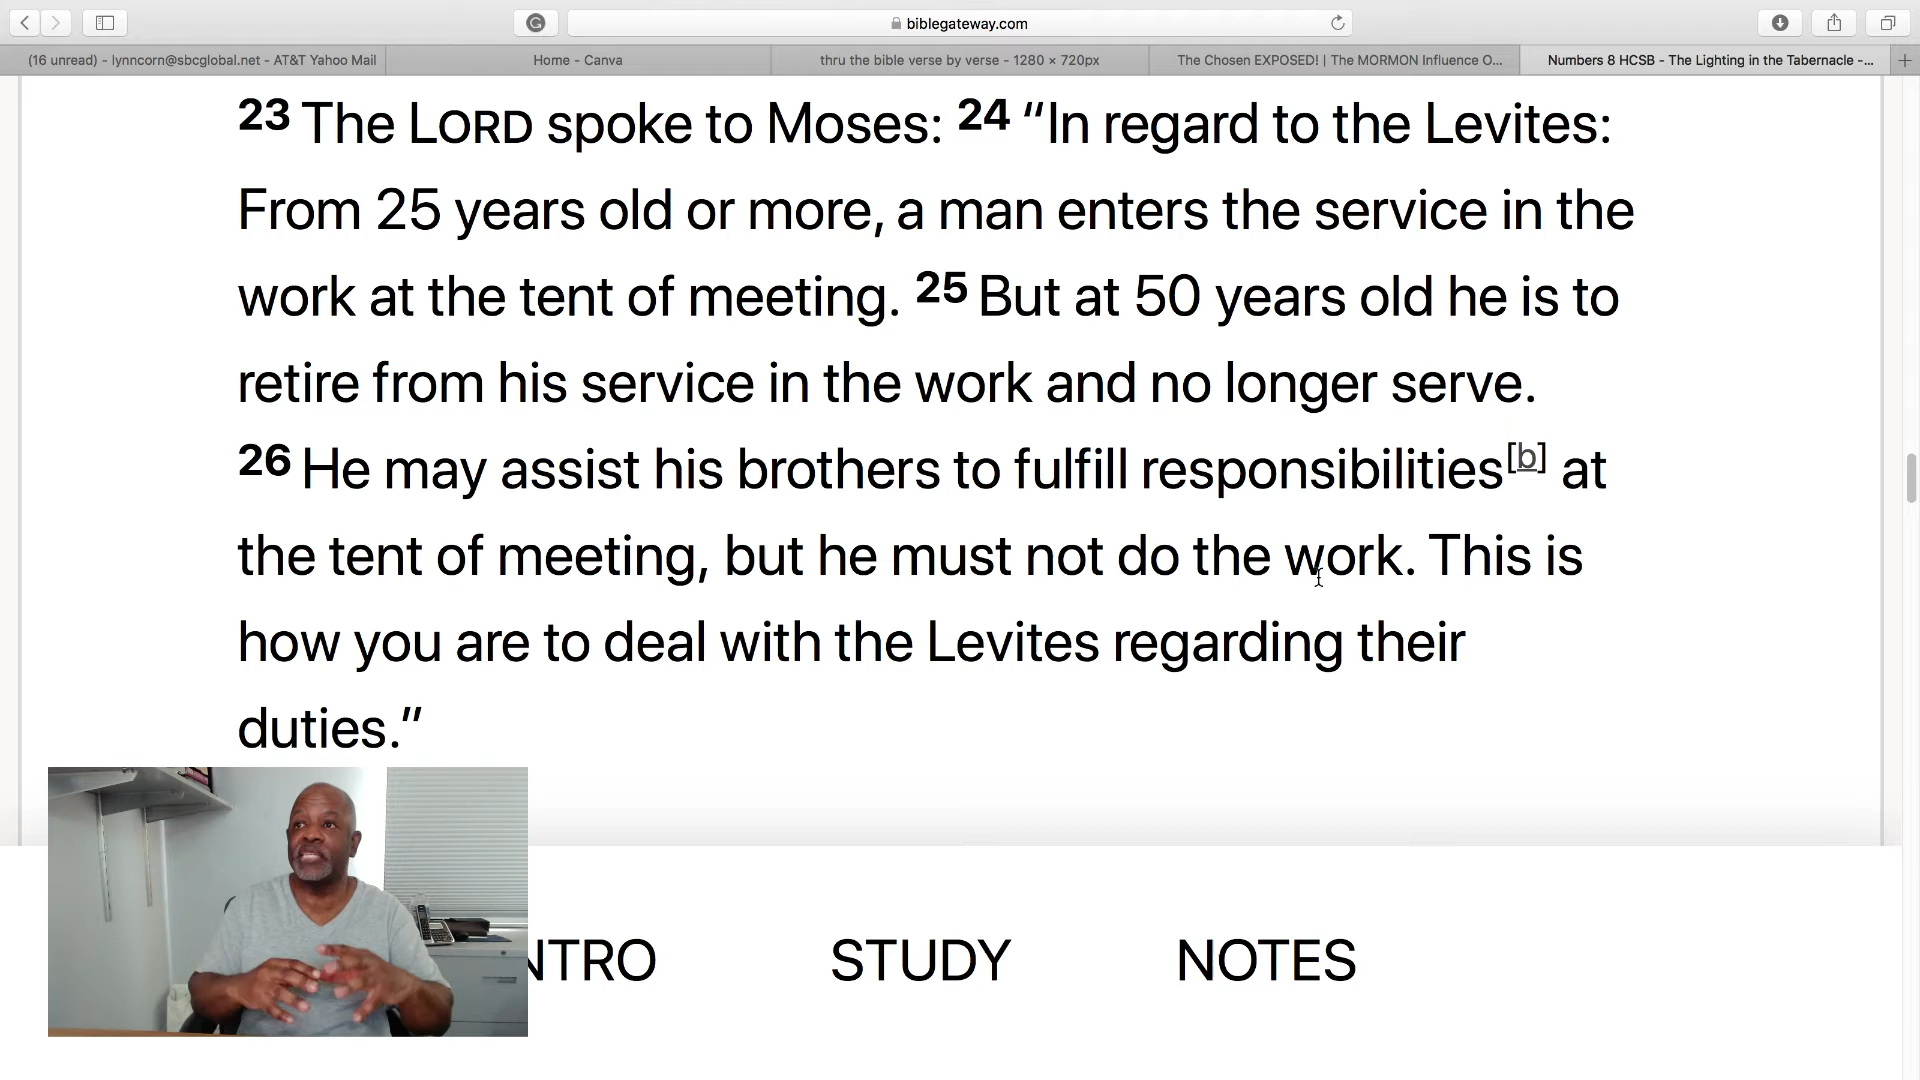 biblegateway.com
(16 unread) - lynncorn@sbcglobal.net - AT&T Yahoo Mail
Home - Canva
thru the bible verse by verse - 1280 × 720px
The Chosen EXPOSED! | The MORMON Influence O...
Numbers 8 HCSB - The Lighting in the Tabernacle -...
23 The LORD spoke to Moses: 24 “In regard to the Levites:
From 25 years old or more, a man enters the service in the
work at the tent of meeting. 25 But at 50 years old he is to
retire from his service in the work and no longer serve.
26 He may assist his brothers to fulfill responsibilities[b] at
the tent of meeting, but he must not do the work. This is
how you are to deal with the Levites regarding their
duties.”
NTRO STUDY NOTES